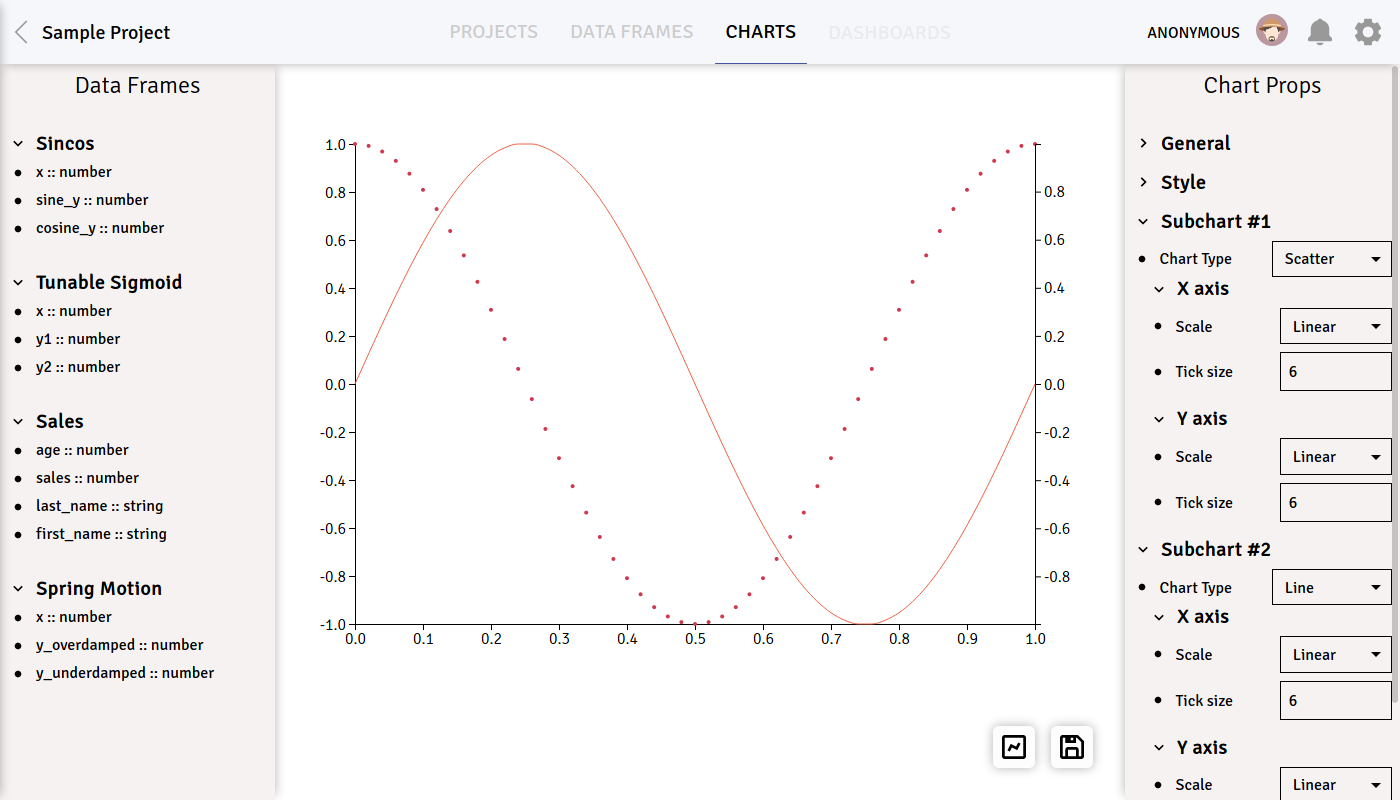 Sample Project
PROJECTS DATA FRAMES CHARTS DASHBOARDS
ANONYMOUS
Data Frames
Sincos
x :: number
sine_y :: number
cosine_y :: number
Tunable Sigmoid
x :: number
y1 :: number
y2 :: number
Sales
age :: number
sales :: number
last_name :: string
first_name :: string
Spring Motion
x :: number
y_overdamped :: number
y_underdamped :: number
1.0
0.8
0.6
0.4
0.2
0.0
-0.2
-0.4
-0.6
-0.8
-1.0
0.0 0.1 0.2 0.3 0.4 0.5 0.6 0.7 0.8 0.9 1.0
0.8
0.6
0.4
0.2
0.0
-0.2
-0.4
-0.6
-0.8
Chart Props
General
Style
Subchart #1
Chart Type Scatter
X axis
Scale Linear
Tick size 6
Y axis
Scale Linear
Tick size 6
Subchart #2
Chart Type Line
X axis
Scale Linear
Tick size 6
Y axis
Scale Linear